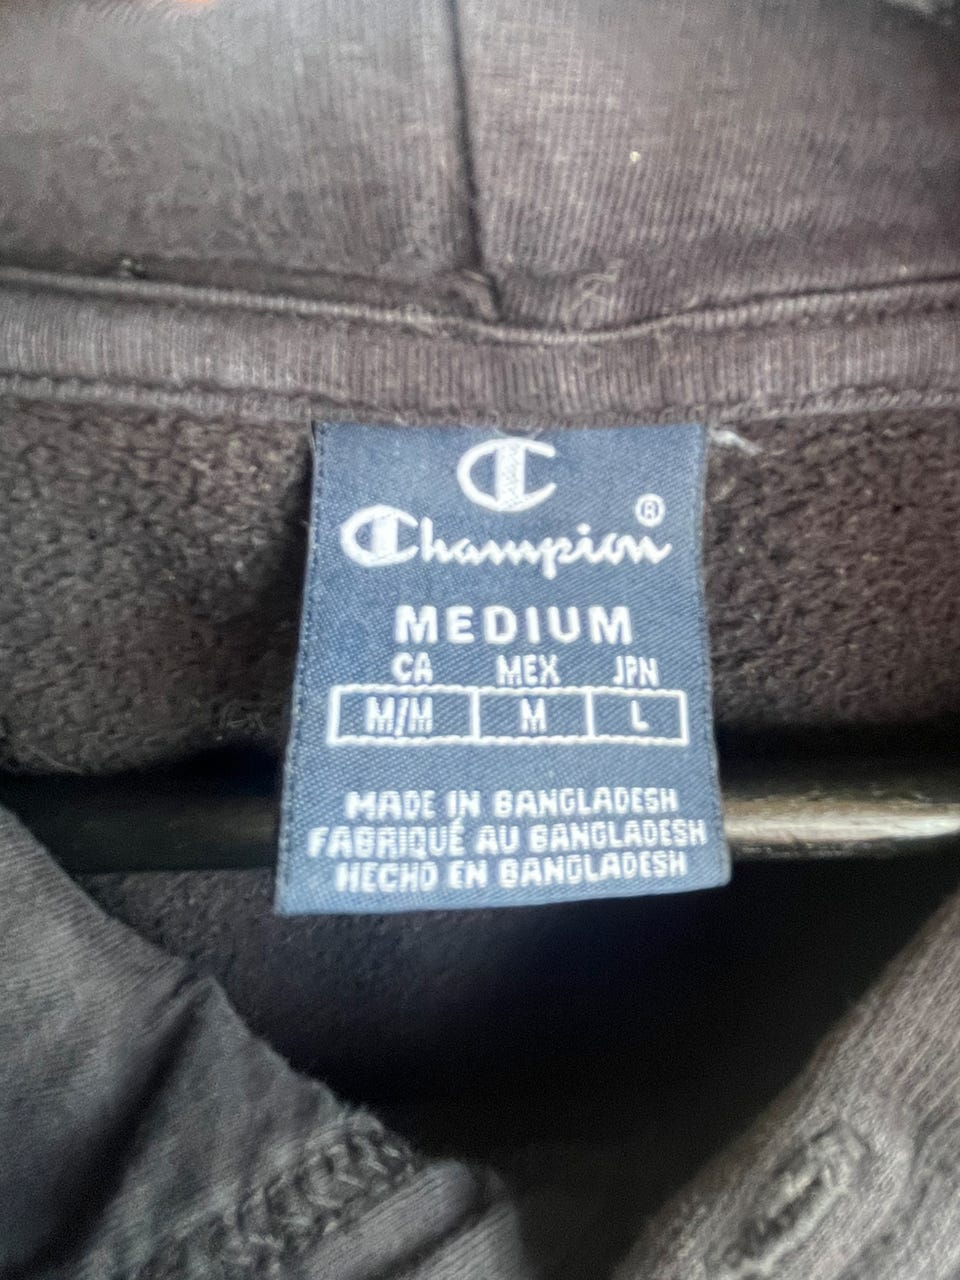 C
Champion®
MEDIUM
CA MEX JPN
M/M M L
MADE IN BANGLADESH
FABRIQUÉ AU BANGLADESH
HECHO EN BANGLADESH